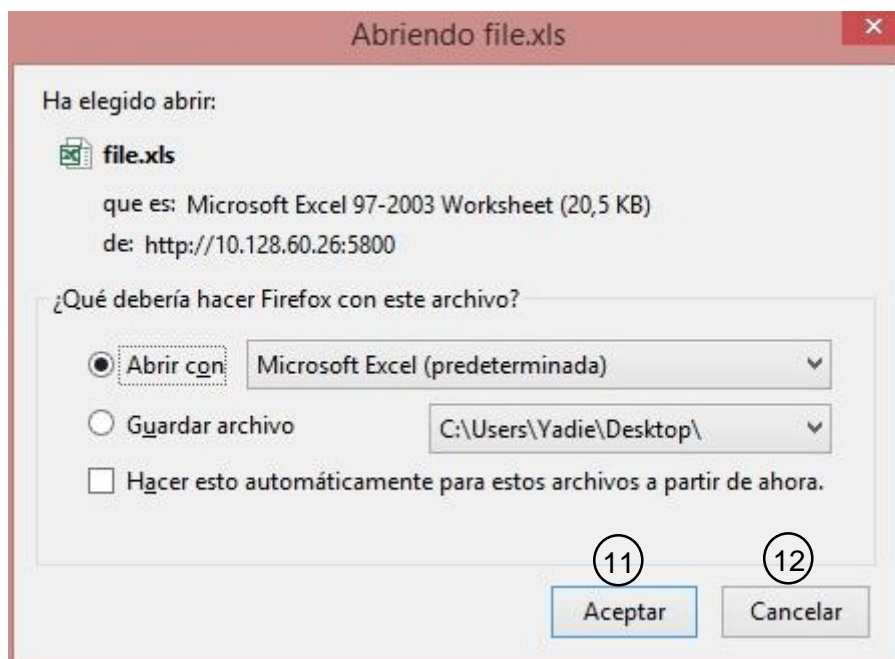 Abriendo file.xls
×
Ha elegido abrir:
file.xls
que es: Microsoft Excel 97-2003 Worksheet (20,5 KB)
de: http://10.128.60.26:5800
¿Qué debería hacer Firefox con este archivo?
Abrir con Microsoft Excel (predeterminada)
Guardar archivo C:\Users\Yadie\Desktop\
Hacer esto automáticamente para estos archivos a partir de ahora.
11 12
Aceptar Cancelar